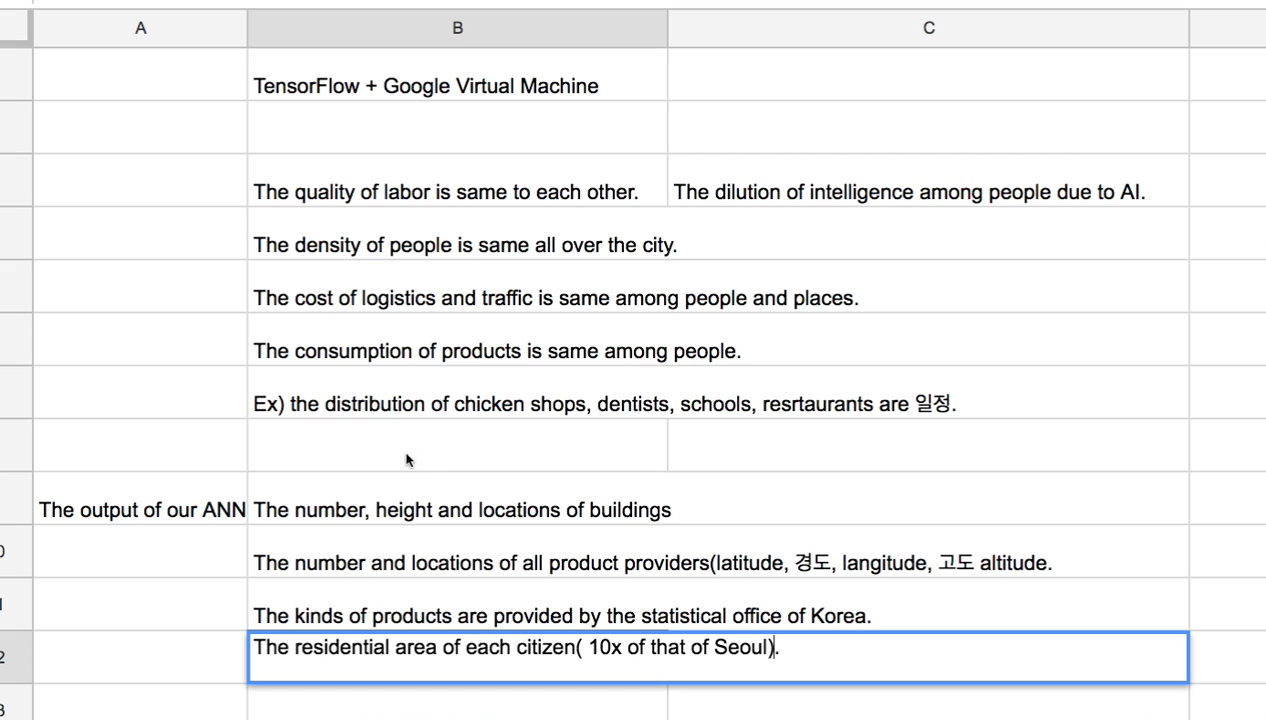 A B C
TensorFlow + Google Virtual Machine
The quality of labor is same to each other. The dilution of intelligence among people due to AI.
The density of people is same all over the city.
The cost of logistics and traffic is same among people and places.
The consumption of products is same among people.
Ex) the distribution of chicken shops, dentists, schools, resrtaurants are 일정.
The output of our ANN The number, height and locations of buildings
0 The number and locations of all product providers(latitude, 경도, langitude, 고도 altitude.
1 The kinds of products are provided by the statistical office of Korea.
2 The residential area of each citizen( 10x of that of Seoul).
3